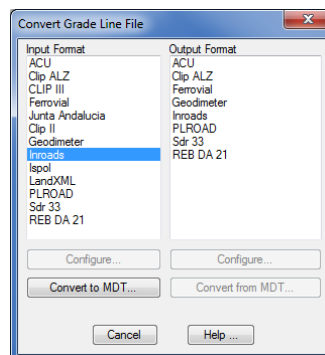 Convert Grade Line File
Input Format
ACU
Clip ALZ
CLIP III
Ferrovial
Junta Andalucia
Clip II
Geodimeter
Inroads
Ispol
LandXML
PLROAD
Sdr 33
REB DA 21
Output Format
ACU
Clip ALZ
Ferrovial
Geodimeter
Inroads
PLROAD
Sdr 33
REB DA 21
Configure...
Configure...
Convert to MDT...
Convert from MDT...
Cancel
Help ...